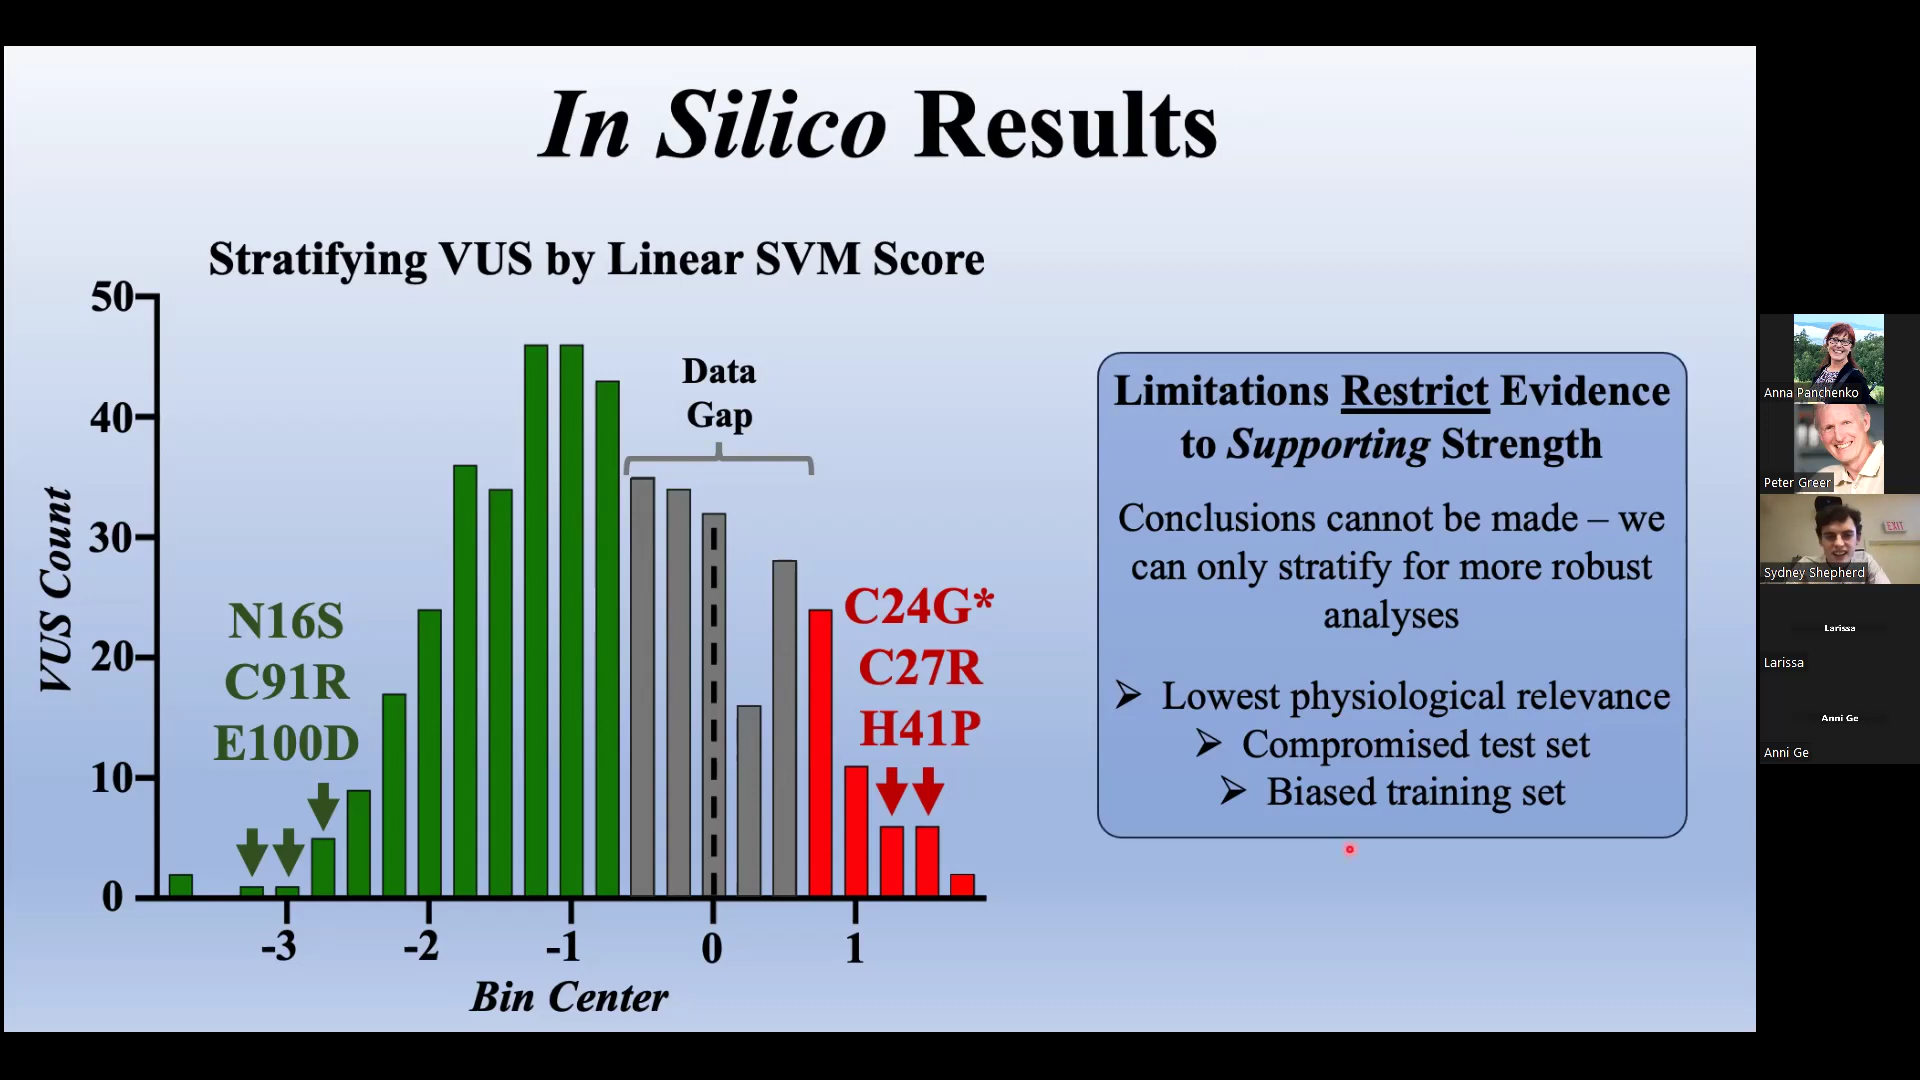 In Silico Results
Stratifying VUS by Linear SVM Score
50
40
30
20
10
0
VUS Count
Data
Gap
N16S
C91R
E100D
C24G*
C27R
H41P
-3
-2
-1
0
1
Bin Center
Limitations Restrict Evidence
to Supporting Strength
Conclusions cannot be made – we
can only stratify for more robust
analyses
➢ Lowest physiological relevance
➢ Compromised test set
➢ Biased training set
Anna Panchenko
Peter Greer
EXIT
Sydney Shepherd
Larissa
Larissa
Anni Ge
Anni Ge